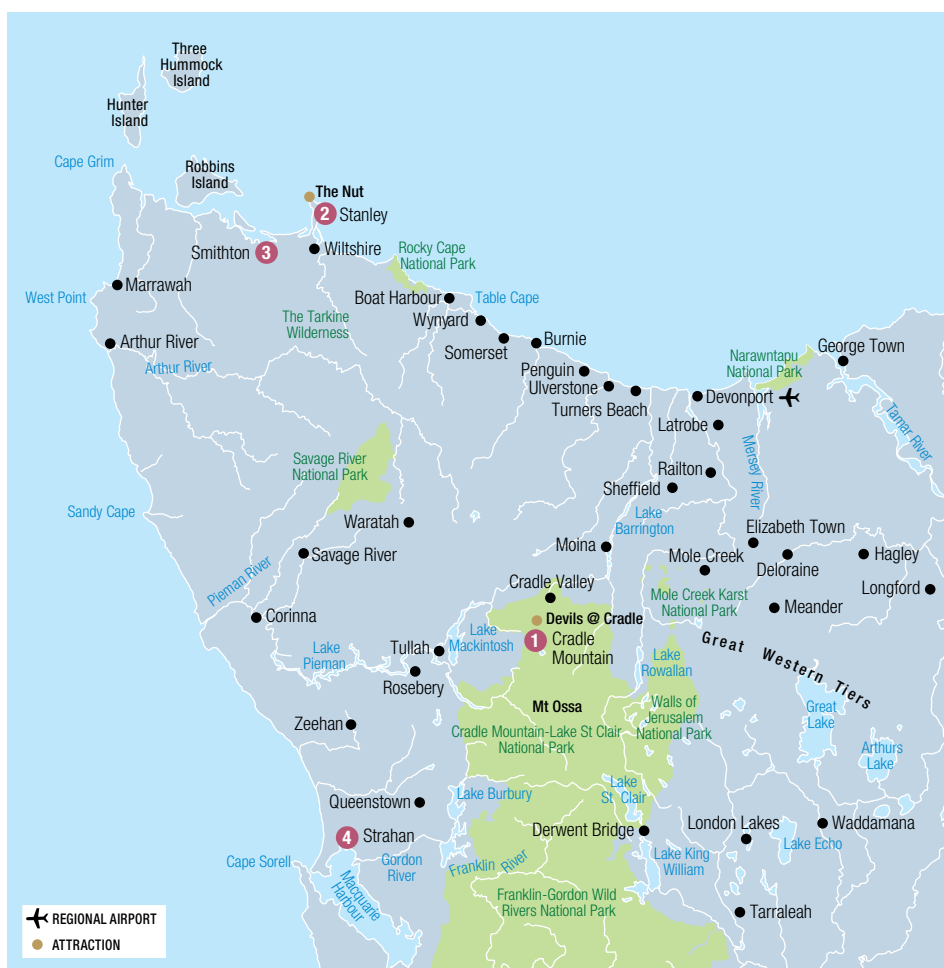 Three
Hummock
Island
Hunter
Island
Cape Grim
Robbins
Island
The Nut
2 Stanley
Smithton 3
Wiltshire
Rocky Cape
National Park
Marrawah
West Point
Boat Harbour
Table Cape
The Tarkine
Wilderness
Wynyard
Arthur River
Somerset
Burnie
George Town
Arthur River
Narawntapu
National Park
Penguin
Ulverstone
Turners Beach
Devonport
Latrobe
Tamar River
Mersey River
Savage River
National Park
Railton
Sheffield
Sandy Cape
Lake
Barrington
Waratah
Elizabeth Town
Moina
Savage River
Mole Creek
Deloraine
Hagley
Pieman River
Cradle Valley
Longford
Mole Creek Karst
National Park
Meander
Corinna
Devils @ Cradle
1 Cradle
Mountain
Great Western Tiers
Lake
Mackintosh
Tullah
Lake
Pieman
Lake
Rowallan
Rosebery
Mt Ossa
Walls of
Jerusalem
National Park
Great
Lake
Zeehan
Cradle Mountain-Lake St Clair
National Park
Arthurs
Lake
Lake
St Clair
Lake Burbury
Queenstown
4 Strahan
Derwent Bridge
London Lakes
Waddamana
Lake Echo
Cape Sorell
Gordon
River
Franklin River
Lake King
William
Macquarie
Harbour
Franklin-Gordon Wild
Rivers National Park
Tarraleah
REGIONAL AIRPORT
ATTRACTION